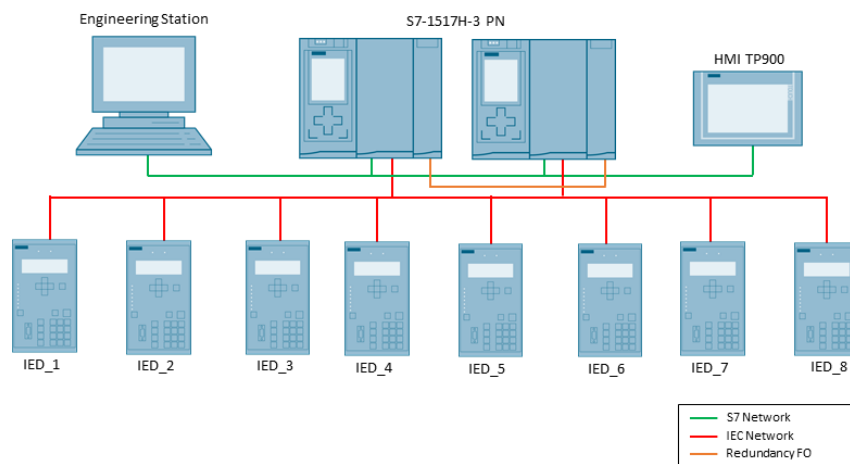 Engineering Station
S7-1517H-3 PN
HMI TP900
IED_1
IED_2
IED_3
IED_4
IED_5
IED_6
IED_7
IED_8
S7 Network
IEC Network
Redundancy FO